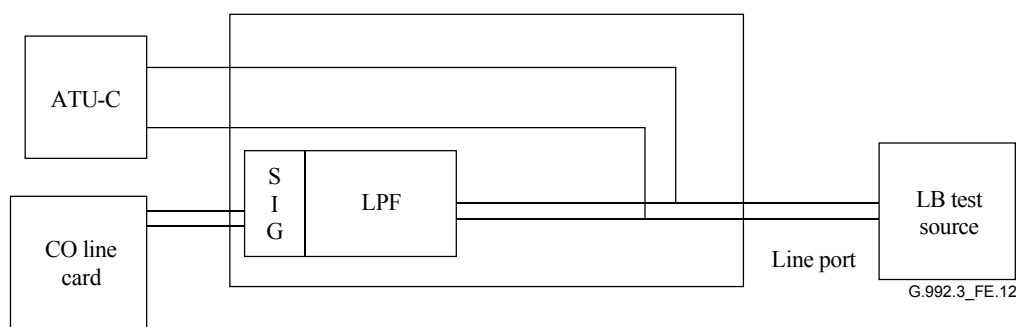 ATU-C
S
I
G
LPF
CO line
card
LB test
source
Line port
G.992.3_FE.12